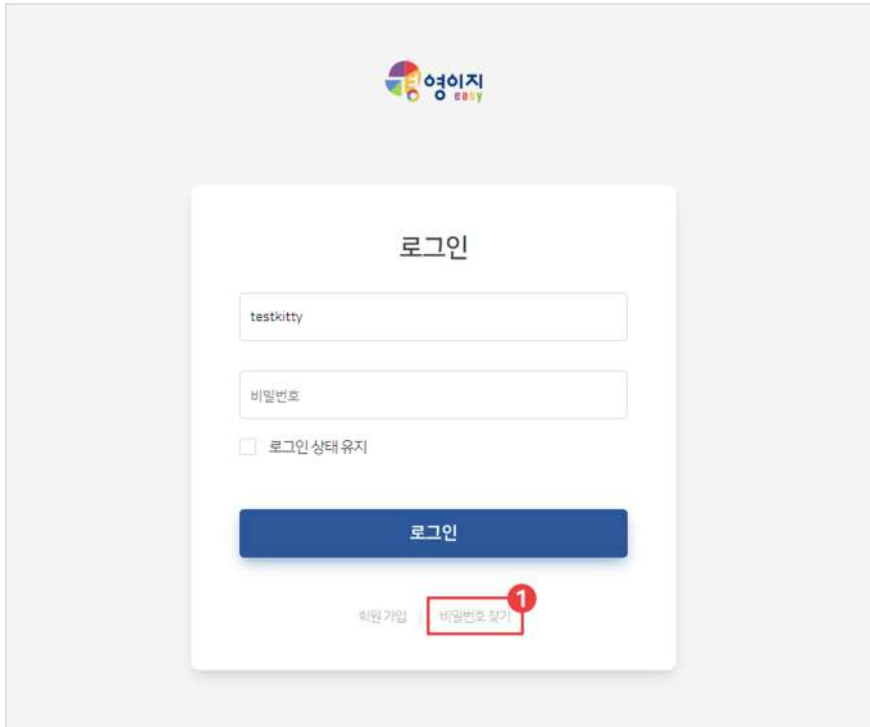 영이지
easy
로그인
testkitty
비밀번호
로그인 상태 유지
로그인
1
회원 가입 | 비밀번호 찾기